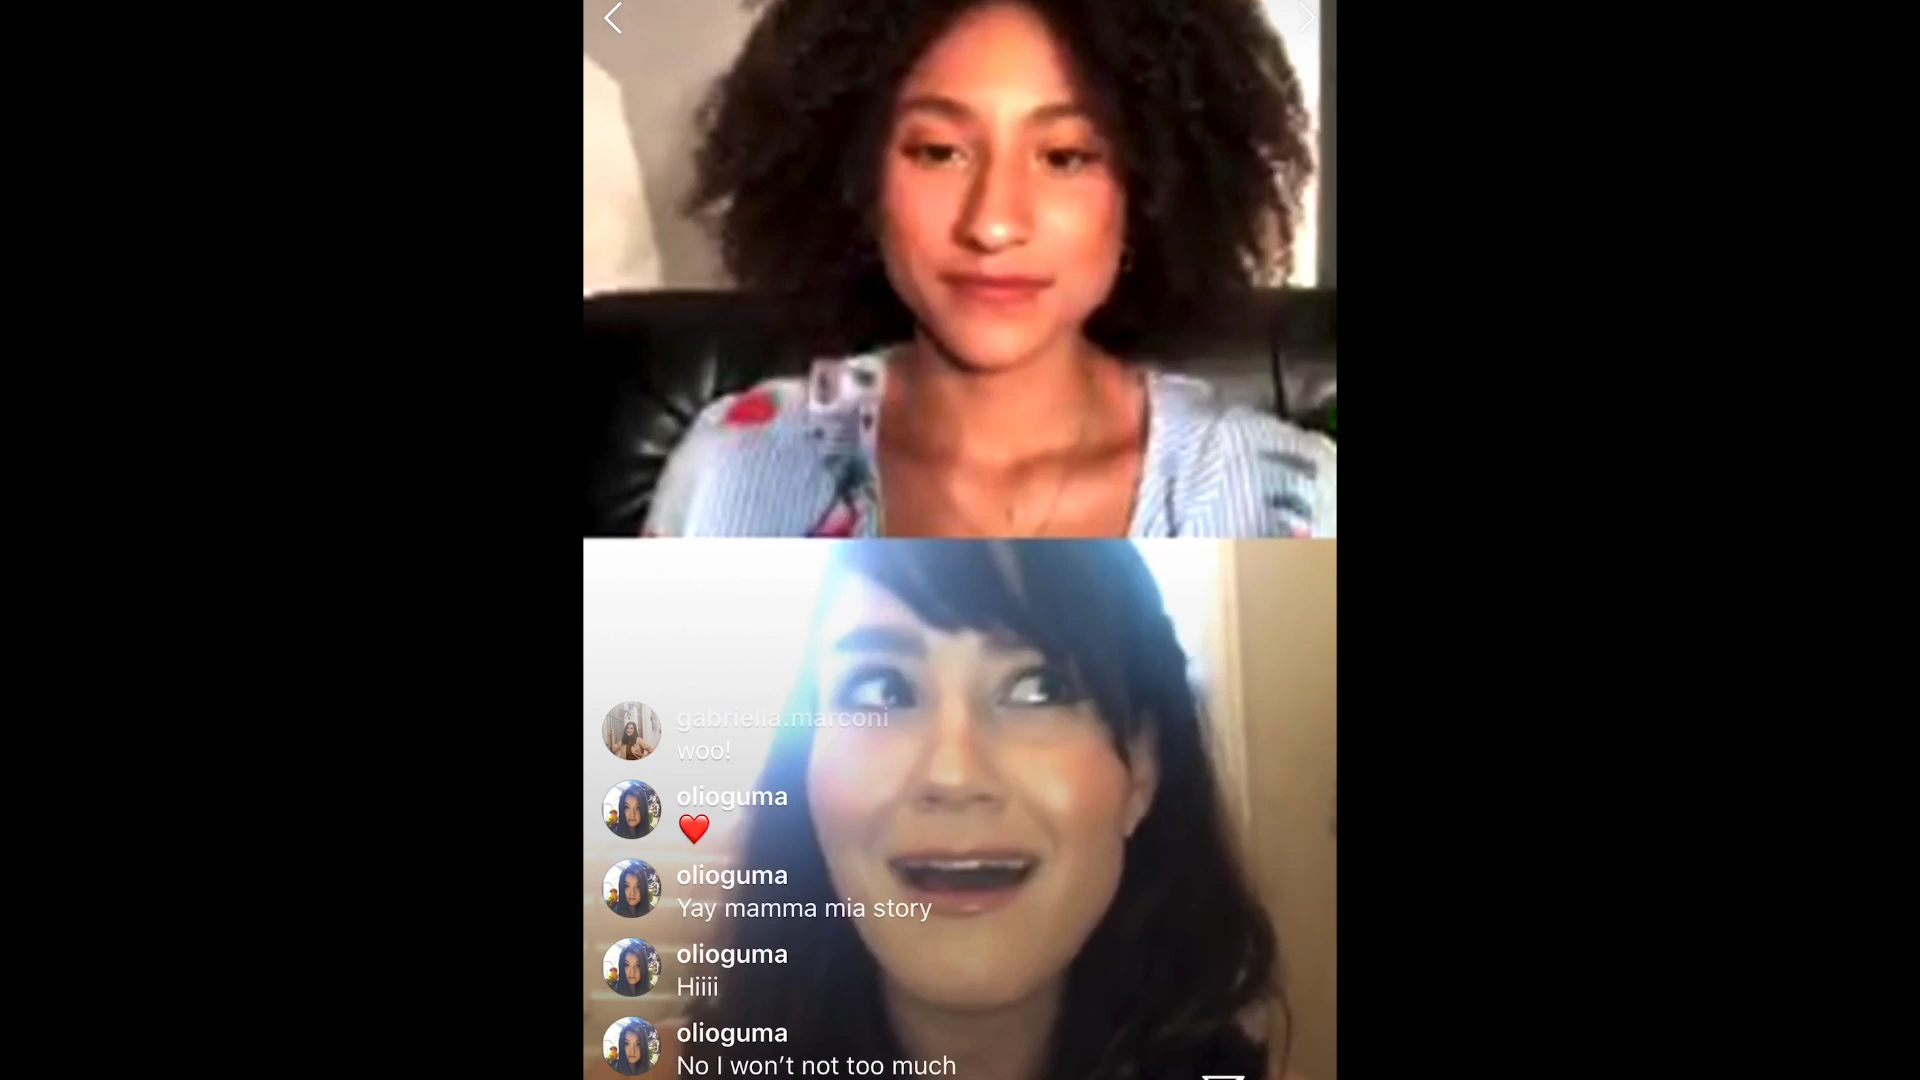 gabriella.marconi
woo!
olioguma
❤️
olioguma
Yay mamma mia story
olioguma
Hiiii
olioguma
No I won’t not too much